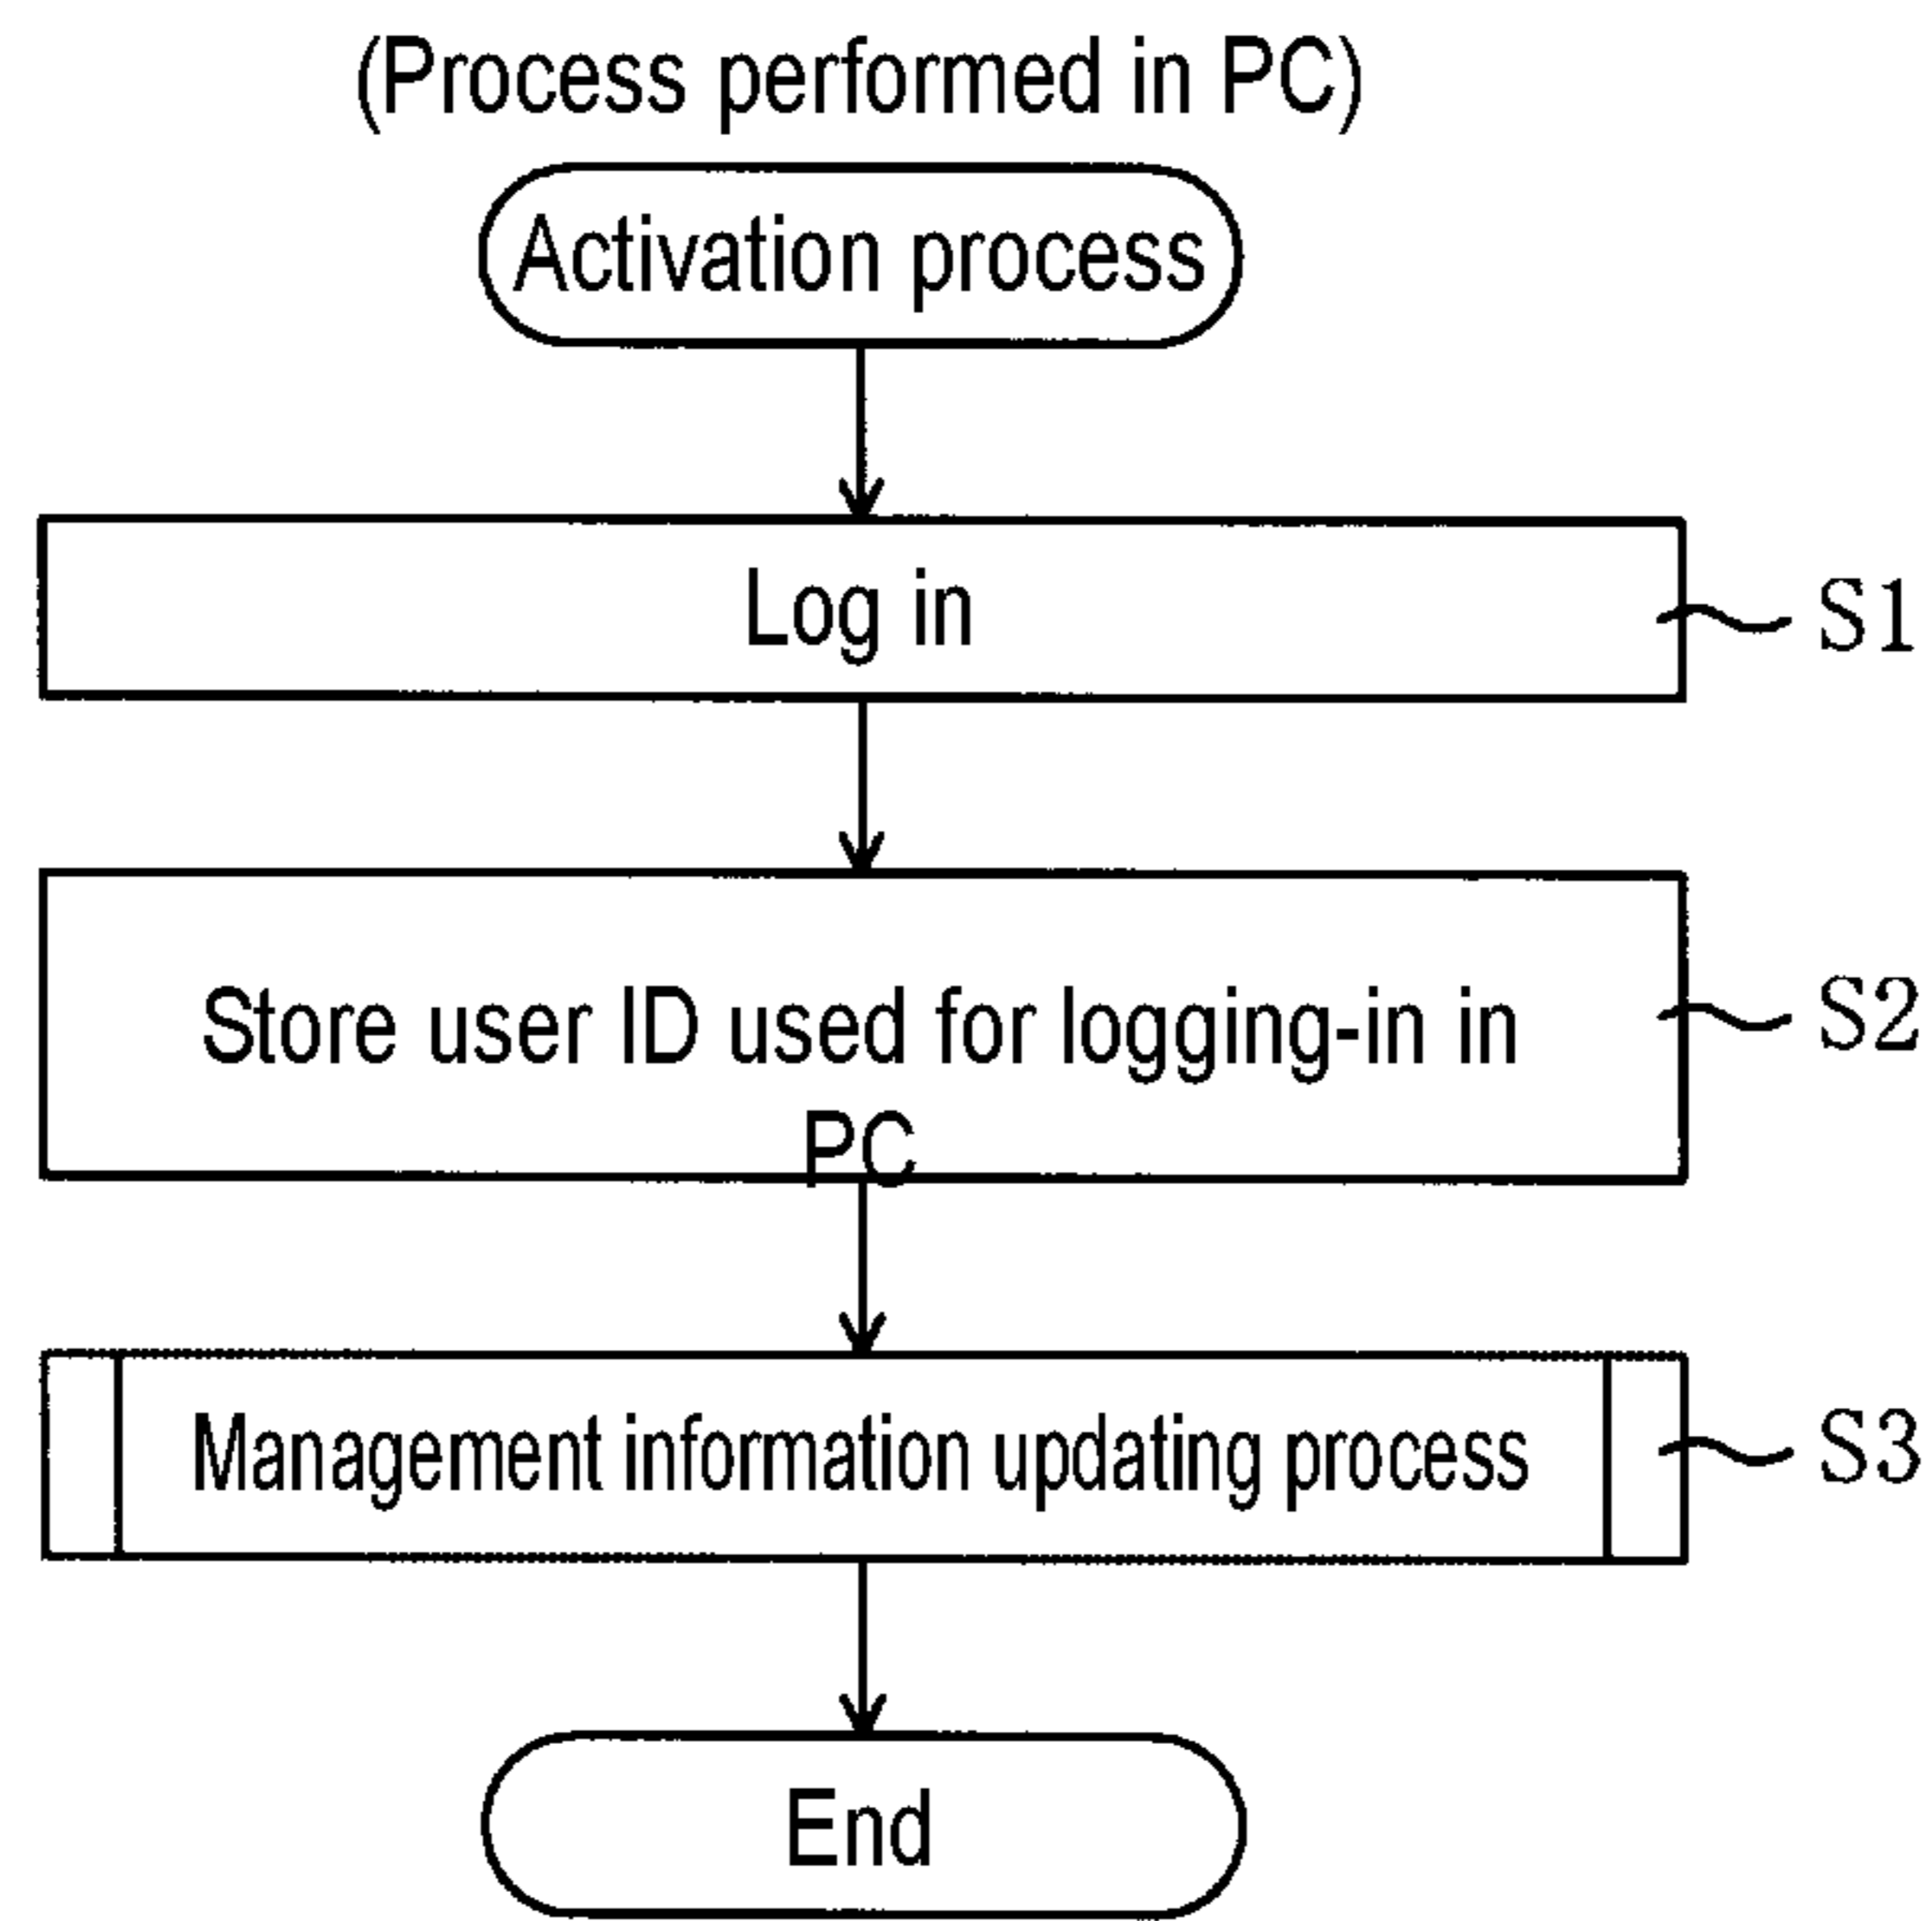 (Process performed in PC)
Activation process
Log in
S1
Store user ID used for logging-in in
PC
S2
Management information updating process
S3
End